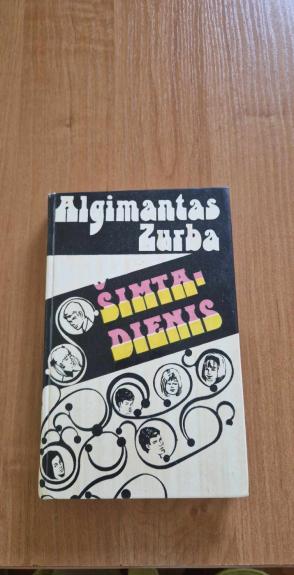 Algimantas
Zurba
ŠIMTA-
DIENIS